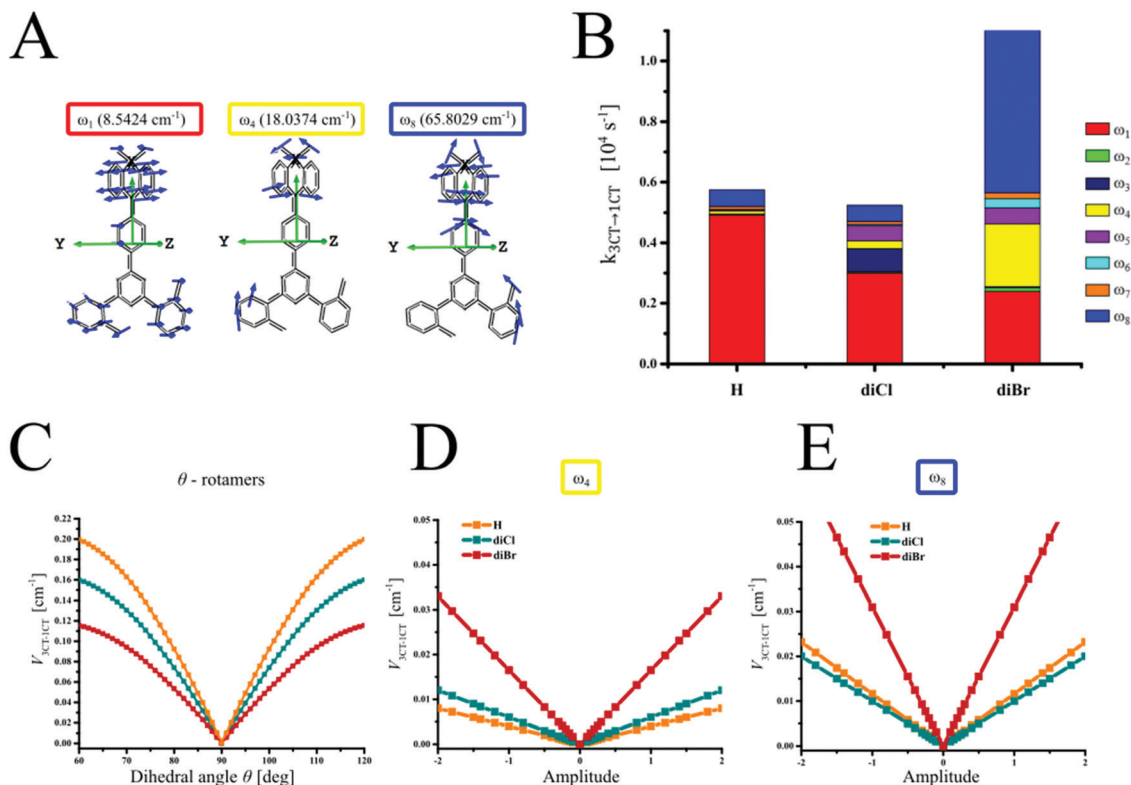 A
ω1 (8.5424 cm-1)
ω4 (18.0374 cm-1)
ω8 (65.8029 cm-1)
X
Y
Z
Y
Z
Y
Z
B
k3CT→1CT [10^4 s-1]
1.0
0.8
0.6
0.4
0.2
0.0
H
diCl
diBr
ω1
ω2
ω3
ω4
ω5
ω6
ω7
ω8
C
θ - rotamers
V3CT-1CT [cm-1]
0.22
0.20
0.18
0.16
0.14
0.12
0.10
0.08
0.06
0.04
0.02
0.00
60
70
80
90
100
110
120
Dihedral angle θ [deg]
D
ω4
H
diCl
diBr
V3CT-1CT [cm-1]
0.05
0.04
0.03
0.02
0.01
0.00
-2
-1
0
1
2
Amplitude
E
ω8
H
diCl
diBr
V3CT-1CT [cm-1]
0.05
0.04
0.03
0.02
0.01
0.00
-2
-1
0
1
2
Amplitude